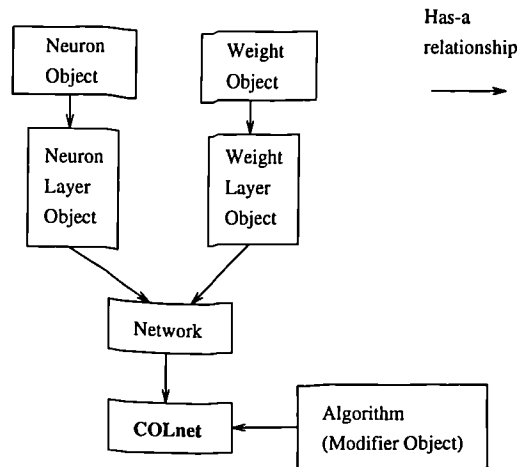 Neuron
Object
Weight
Object
Has-a
relationship
Neuron
Layer
Object
Weight
Layer
Object
Network
COLnet
Algorithm
(Modifier Object)